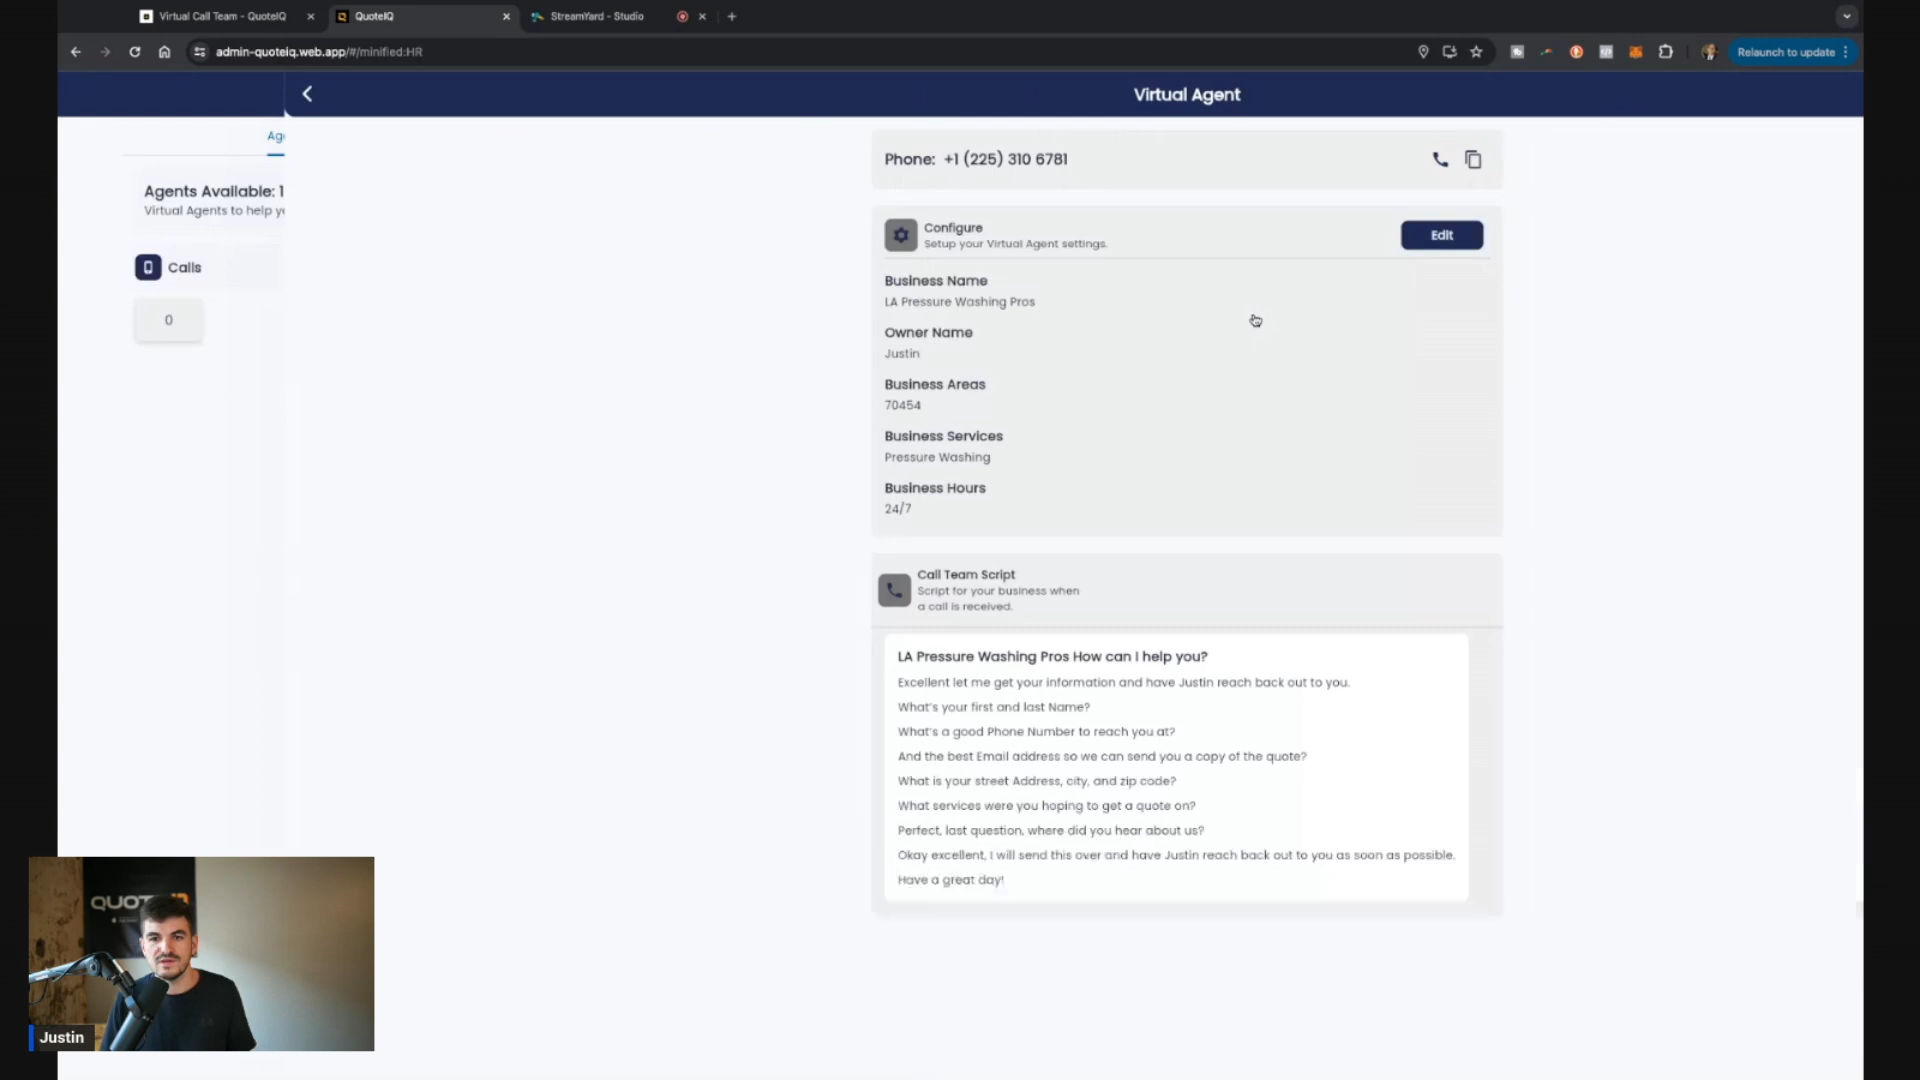 Virtual Call Team - QuoteIQ
QuoteIQ
StreamYard - Studio
admin-quoteiq.web.app/#/minified:HR
Relaunch to update
Virtual Agent
Agents Available: 1
Virtual Agents to help
Calls
0
Phone: +1 (225) 310 6781
Configure
Setup your Virtual Agent settings.
Edit
Business Name
LA Pressure Washing Pros
Owner Name
Justin
Business Areas
70454
Business Services
Pressure Washing
Business Hours
24/7
Call Team Script
Script for your business when
a call is received.
LA Pressure Washing Pros How can I help you?
Excellent let me get your information and have Justin reach back out to you.
What's your first and last Name?
What's a good Phone Number to reach you at?
And the best Email address so we can send you a copy of the quote?
What is your street Address, city, and zip code?
What services were you hoping to get a quote on?
Perfect, last question, where did you hear about us?
Okay excellent, I will send this over and have Justin reach back out to you as soon as possible.
Have a great day!
Justin